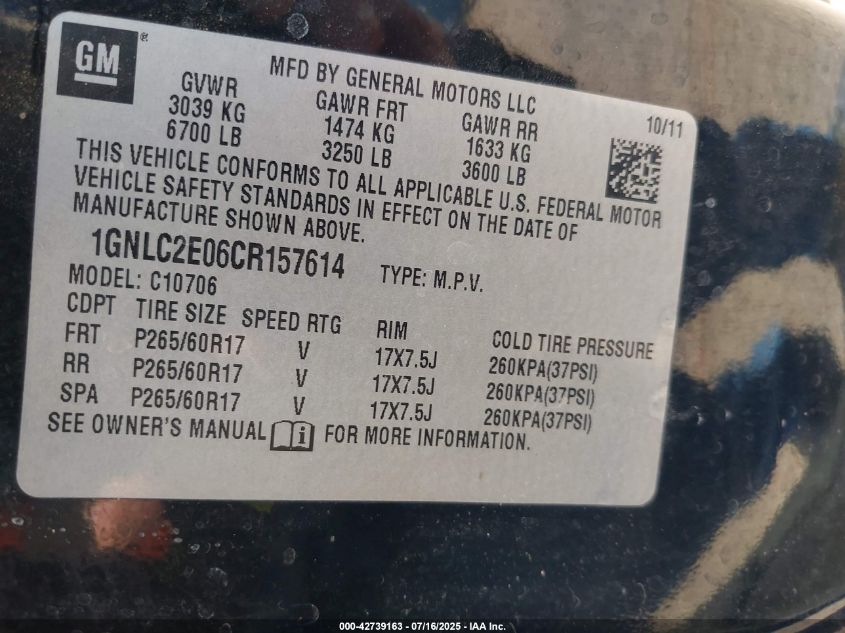 GM ®
MFD BY GENERAL MOTORS LLC
GVWR GAWR FRT GAWR RR 10/11
3039 KG 1474 KG 1633 KG
6700 LB 3250 LB 3600 LB
THIS VEHICLE CONFORMS TO ALL APPLICABLE U.S. FEDERAL MOTOR
VEHICLE SAFETY STANDARDS IN EFFECT ON THE DATE OF
MANUFACTURE SHOWN ABOVE.
1GNLC2E06CR157614 TYPE: M.P.V.
MODEL: C10706
CDPT TIRE SIZE SPEED RTG RIM COLD TIRE PRESSURE
FRT P265/60R17 V 17X7.5J 260KPA(37PSI)
RR P265/60R17 V 17X7.5J 260KPA(37PSI)
SPA P265/60R17 V 17X7.5J 260KPA(37PSI)
SEE OWNER'S MANUAL i FOR MORE INFORMATION.
000-42739163 - 07/16/2025 - IAA Inc.